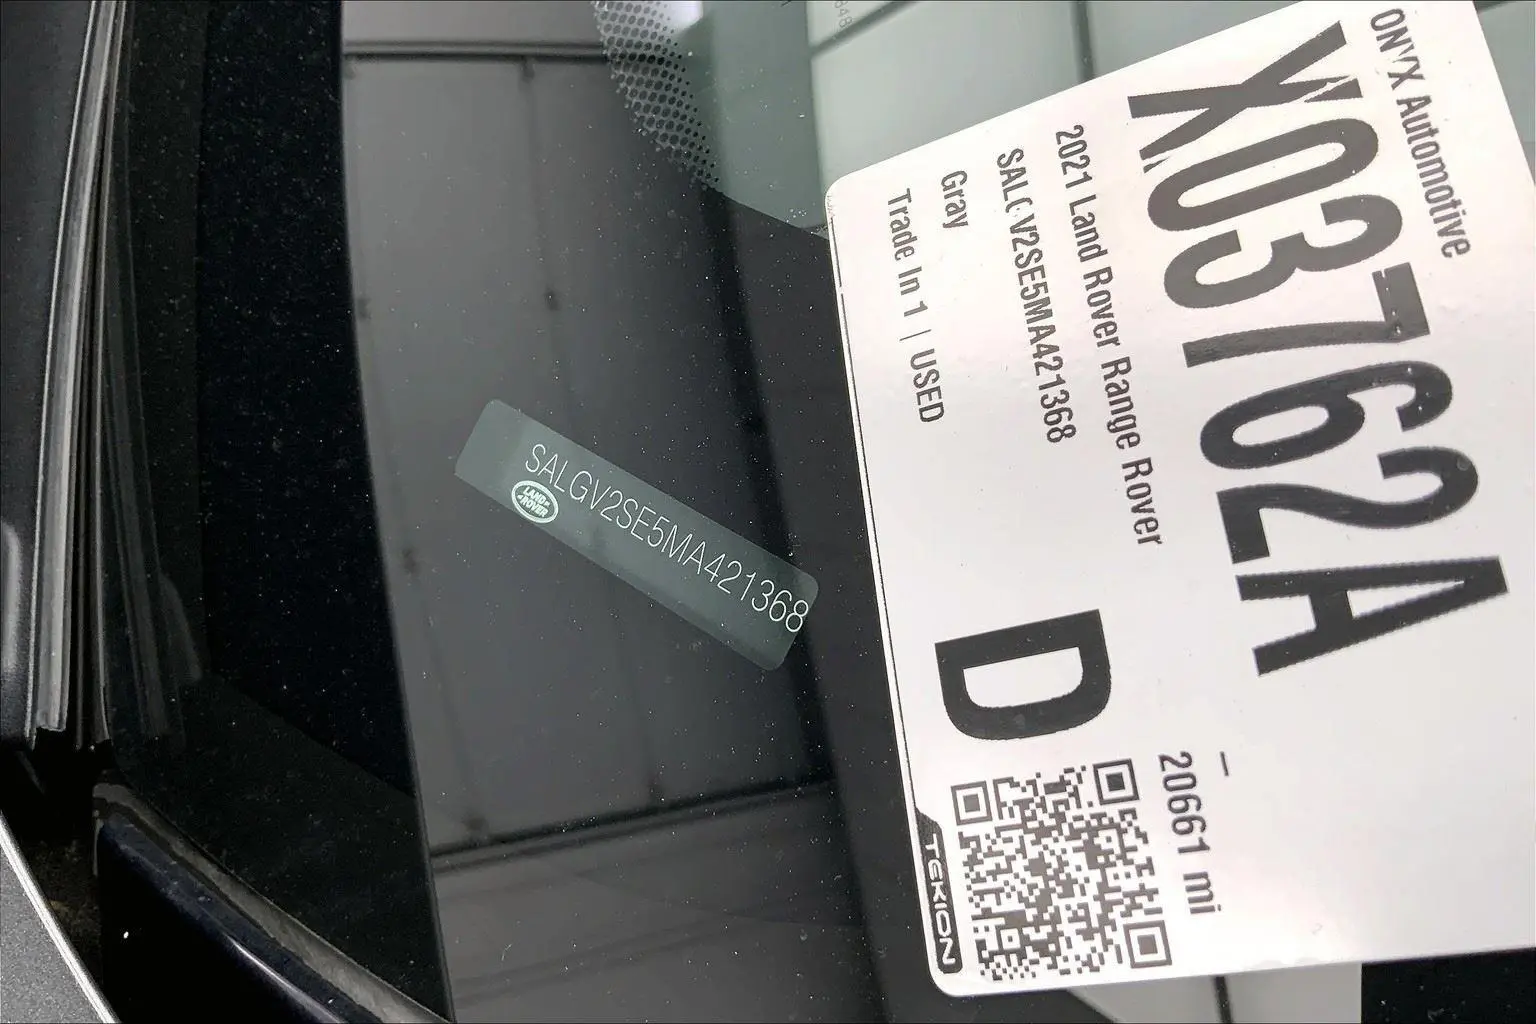 ONYX Automotive
X03762A
2021 Land Rover Range Rover
SALGV2SE5MA421368
Gray
Trade In 1 | USED
D
–
20661 mi
TEKION
SALGV2SE5MA421368
LAND
ROVER